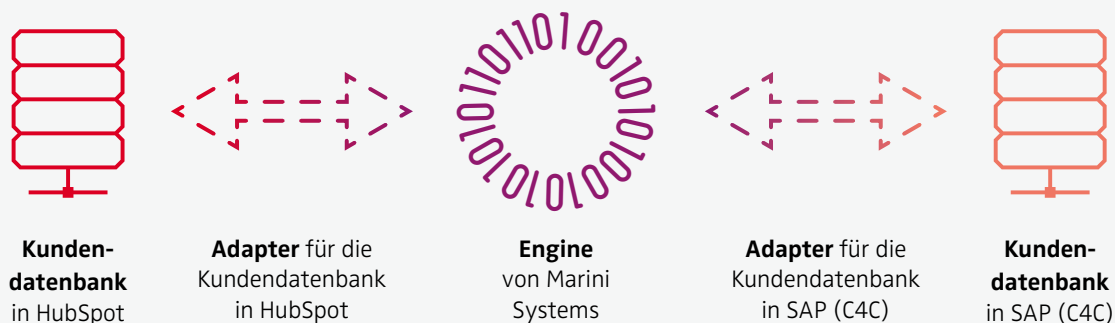 Kunden-
datenbank
in HubSpot
Adapter für die
Kundendatenbank
in HubSpot
Engine
von Marini
Systems
Adapter für die
Kundendatenbank
in SAP (C4C)
Kunden-
datenbank
in SAP (C4C)